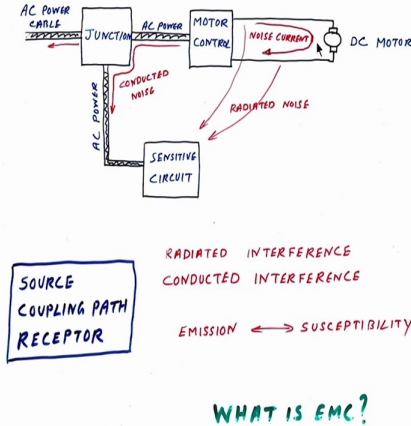 AC POWER
CABLE
JUNCTION
AC POWER
MOTOR
CONTROL
NOISE CURRENT
DC MOTOR
CONDUCTED
NOISE
RADIATED NOISE
AC POWER
SENSITIVE
CIRCUIT
RADIATED INTERFERENCE
CONDUCTED INTERFERENCE
SOURCE
COUPLING PATH
RECEPTOR
EMISSION ⟷ SUSCEPTIBILITY
WHAT IS EMC?